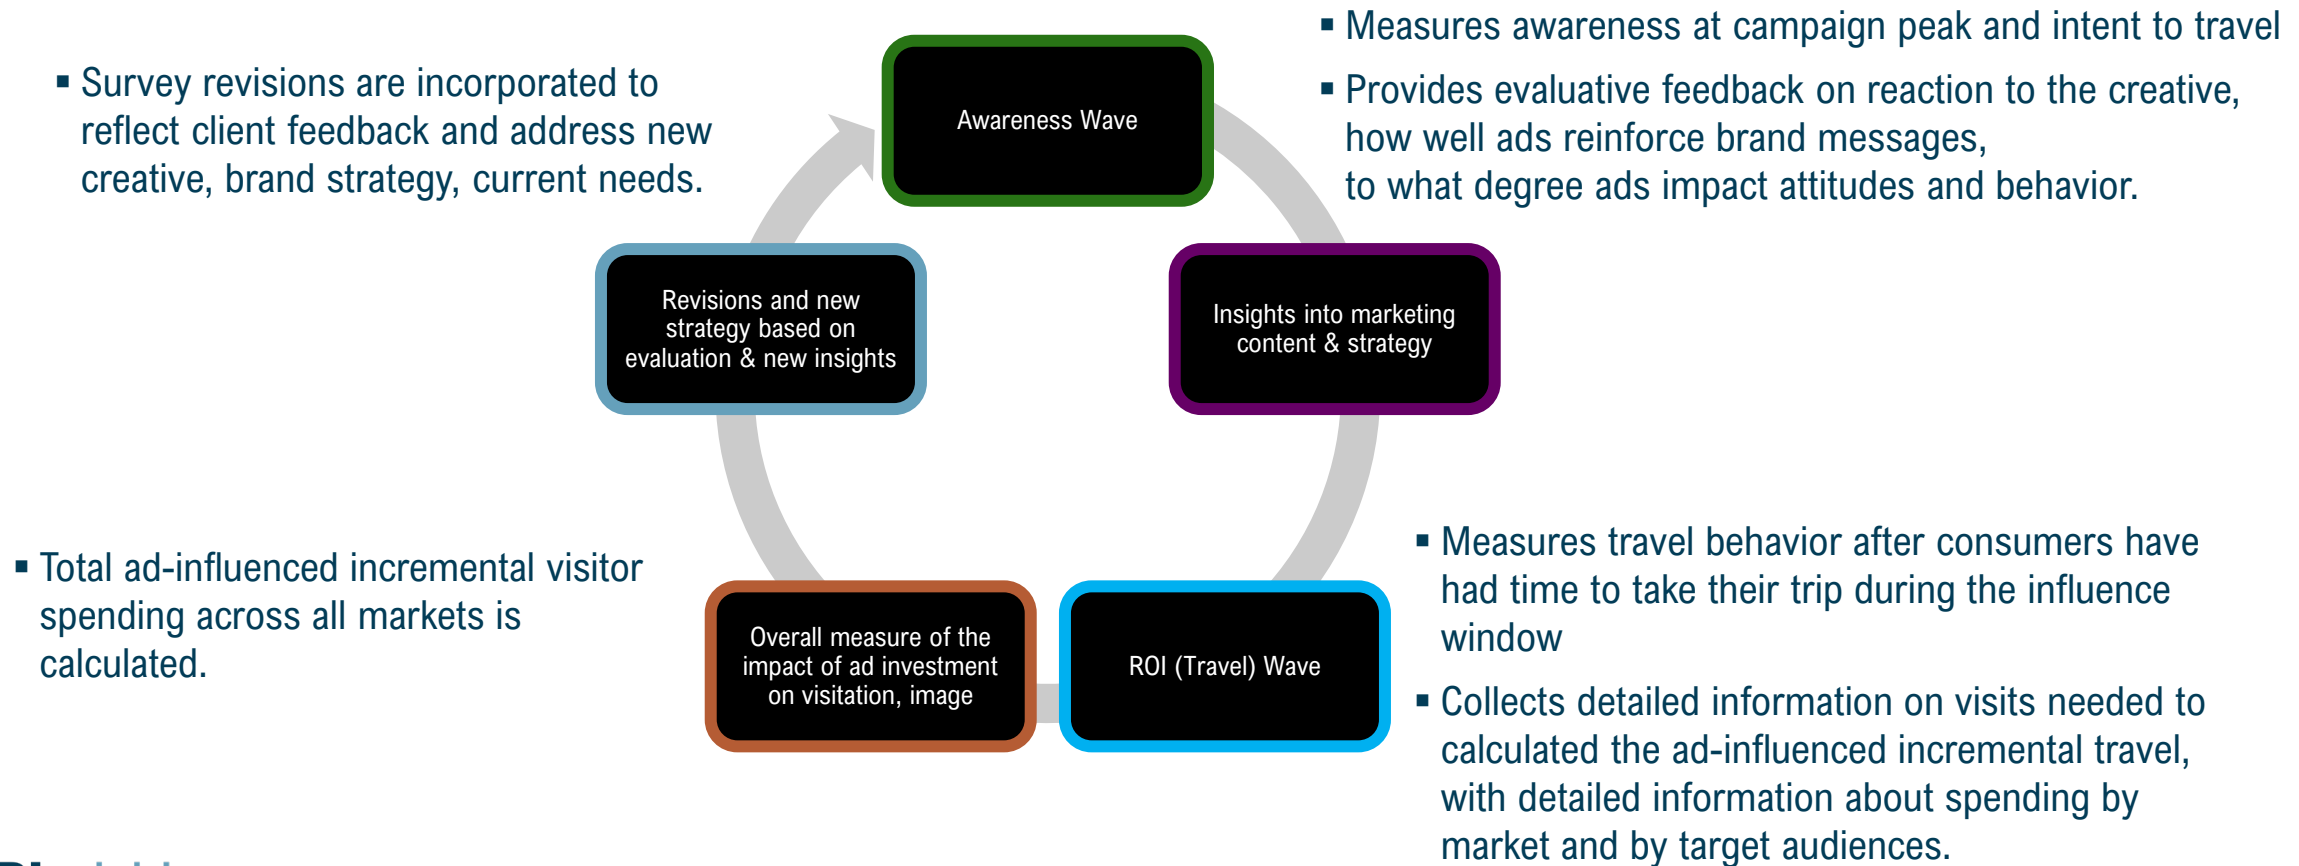 ▪ Measures awareness at campaign peak and intent to travel
▪ Provides evaluative feedback on reaction to the creative,
how well ads reinforce brand messages,
to what degree ads impact attitudes and behavior.
▪ Survey revisions are incorporated to
reflect client feedback and address new
creative, brand strategy, current needs.
Awareness Wave
Revisions and new
strategy based on
evaluation & new insights
Insights into marketing
content & strategy
▪ Total ad-influenced incremental visitor
spending across all markets is
calculated.
Overall measure of the
impact of ad investment
on visitation, image
ROI (Travel) Wave
▪ Measures travel behavior after consumers have
had time to take their trip during the influence
window
▪ Collects detailed information on visits needed to
calculated the ad-influenced incremental travel,
with detailed information about spending by
market and by target audiences.